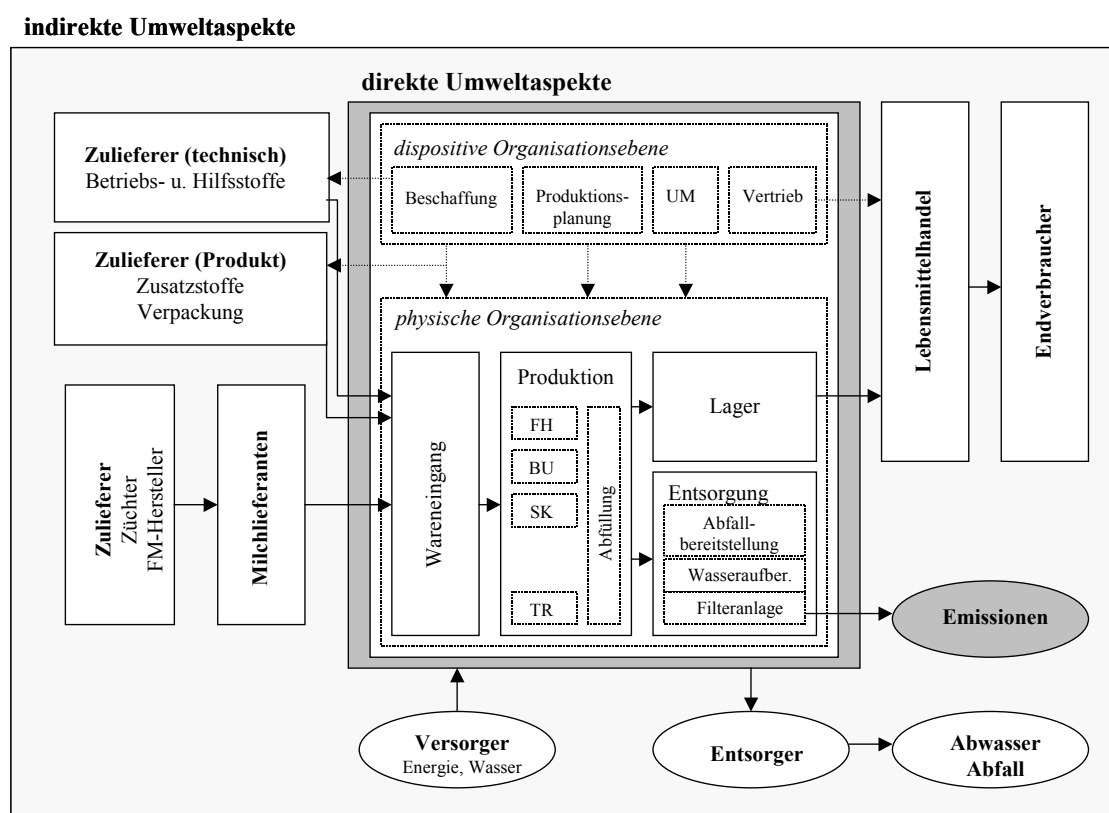 indirekte Umweltaspekte
direkte Umweltaspekte
Zulieferer (technisch)
Betriebs- u. Hilfsstoffe
Zulieferer (Produkt)
Zusatzstoffe
Verpackung
dispositive Organisationsebene
Beschaffung
Produktions-
planung
UM
Vertrieb
physische Organisationsebene
Zulieferer
Züchter
FM-Hersteller
Milchlieferanten
Wareneingang
Produktion
FH
BU
SK
TR
Abfüllung
Lager
Entsorgung
Abfall-
bereitstellung
Wasseraufber.
Filteranlage
Lebensmittelhandel
Endverbraucher
Emissionen
Versorger
Energie, Wasser
Entsorger
Abwasser
Abfall